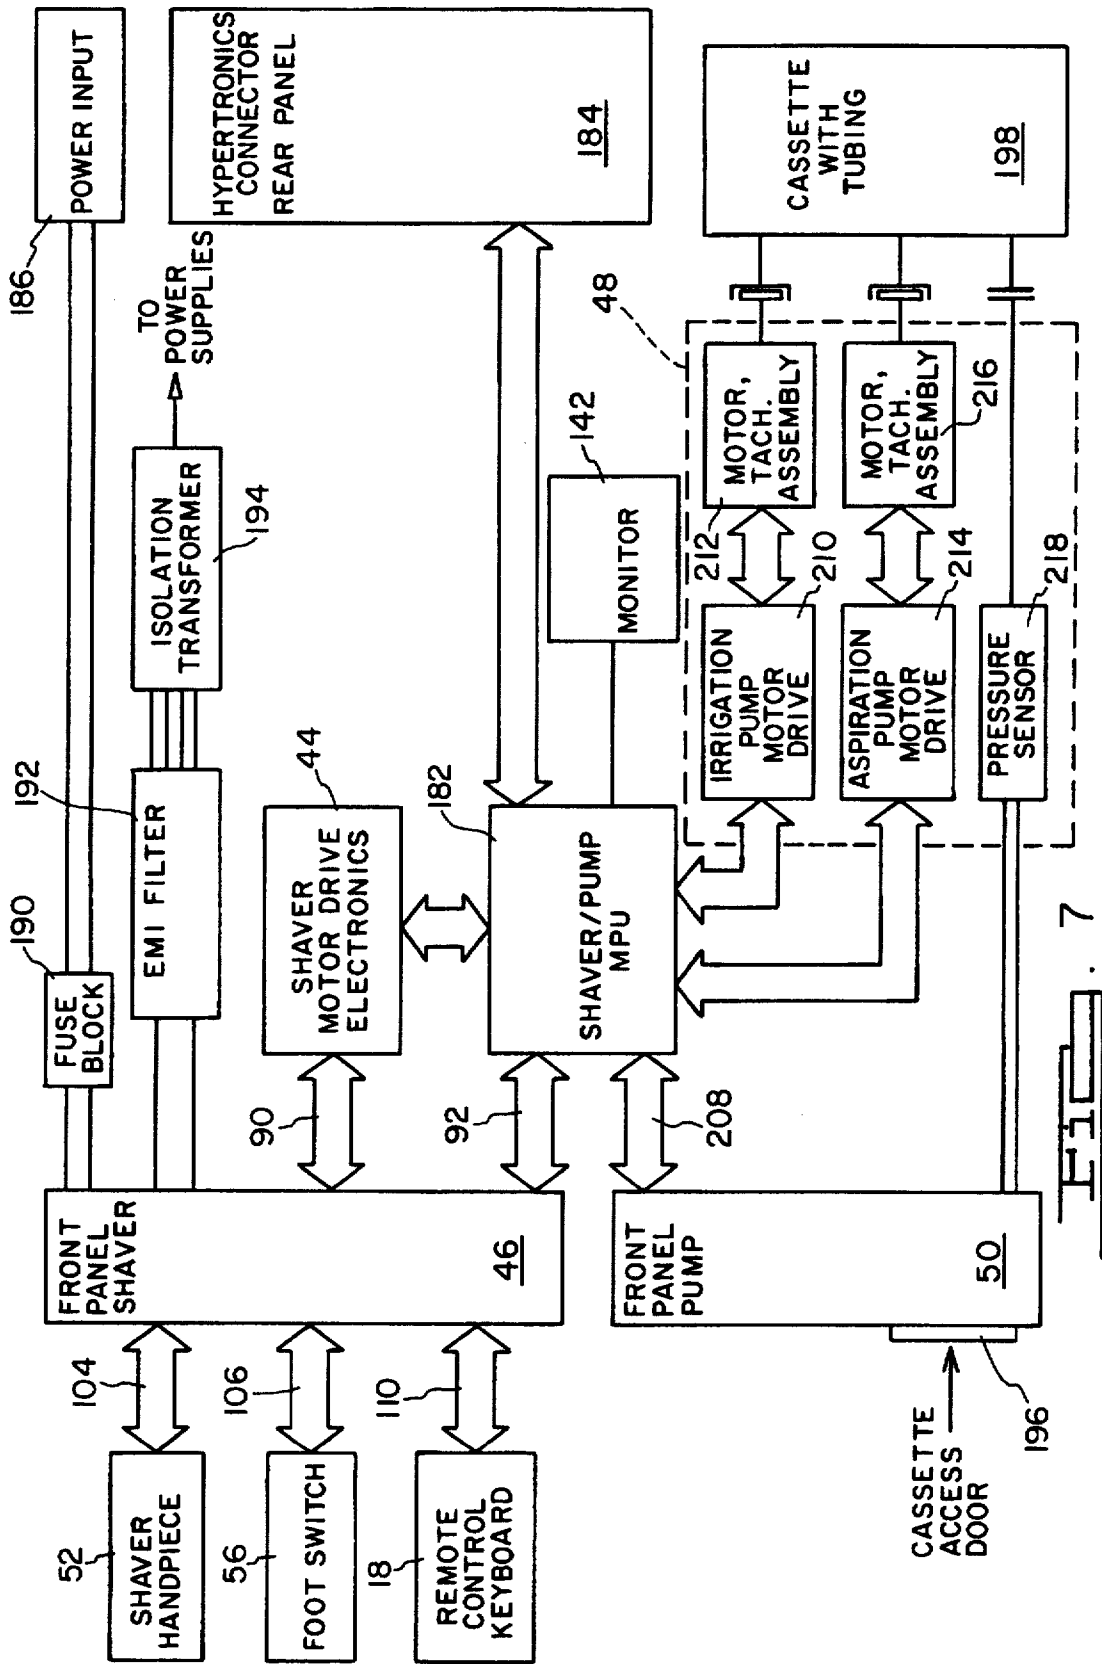 52
SHAVER
HANDPIECE
104
56
FOOT SWITCH
106
18
REMOTE
CONTROL
KEYBOARD
110
FRONT
PANEL
SHAVER
46
190
FUSE
BLOCK
186
POWER INPUT
192
EMI FILTER
ISOLATION
TRANSFORMER
194
TO
POWER
SUPPLIES
90
SHAVER
MOTOR DRIVE
ELECTRONICS
44
HYPERTRONICS
CONNECTOR
REAR PANEL
184
92
208
182
SHAVER/PUMP
MPU
MONITOR
142
FRONT
PANEL
PUMP
50
CASSETTE
ACCESS
DOOR
196
48
IRRIGATION
PUMP
MOTOR
DRIVE
210
212
MOTOR,
TACH.
ASSEMBLY
ASPIRATION
PUMP
MOTOR
DRIVE
214
MOTOR,
TACH.
ASSEMBLY
216
PRESSURE
SENSOR
218
CASSETTE
WITH
TUBING
198
Fig. 7